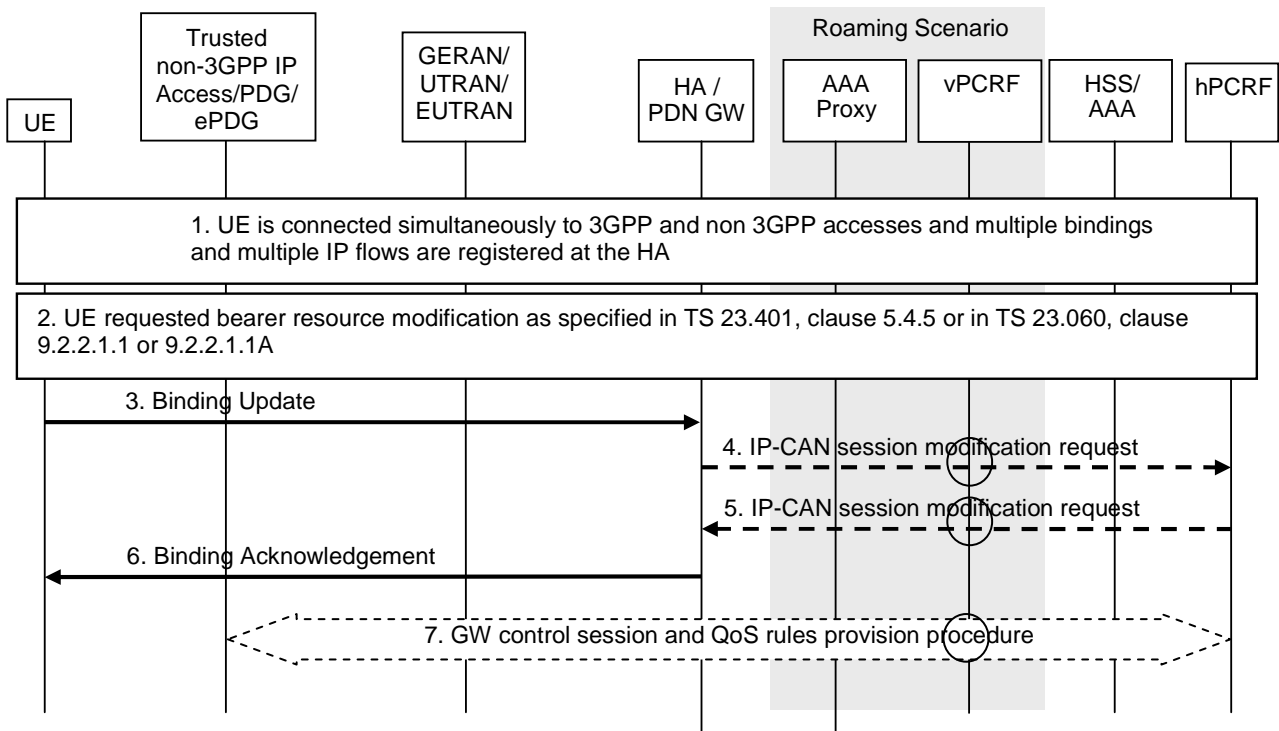 Roaming Scenario
UE
Trusted
non-3GPP IP
Access/PDG/
ePDG
GERAN/
UTRAN/
EUTRAN
HA /
PDN GW
AAA
Proxy
vPCRF
HSS/
AAA
hPCRF
1. UE is connected simultaneously to 3GPP and non 3GPP accesses and multiple bindings
and multiple IP flows are registered at the HA
2. UE requested bearer resource modification as specified in TS 23.401, clause 5.4.5 or in TS 23.060, clause
9.2.2.1.1 or 9.2.2.1.1A
3. Binding Update
4. IP-CAN session modification request
5. IP-CAN session modification request
6. Binding Acknowledgement
7. GW control session and QoS rules provision procedure